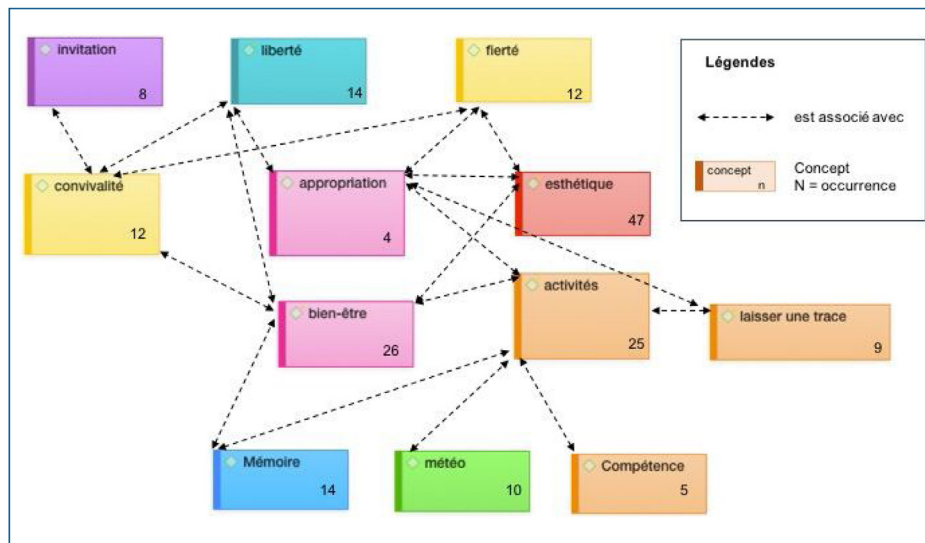 invitation
8
liberté
14
fierté
12
Légendes
est associé avec
concept
n
Concept
N = occurrence
convivalité
12
appropriation
4
esthétique
47
bien-être
26
activités
25
laisser une trace
9
Mémoire
14
météo
10
Compétence
5